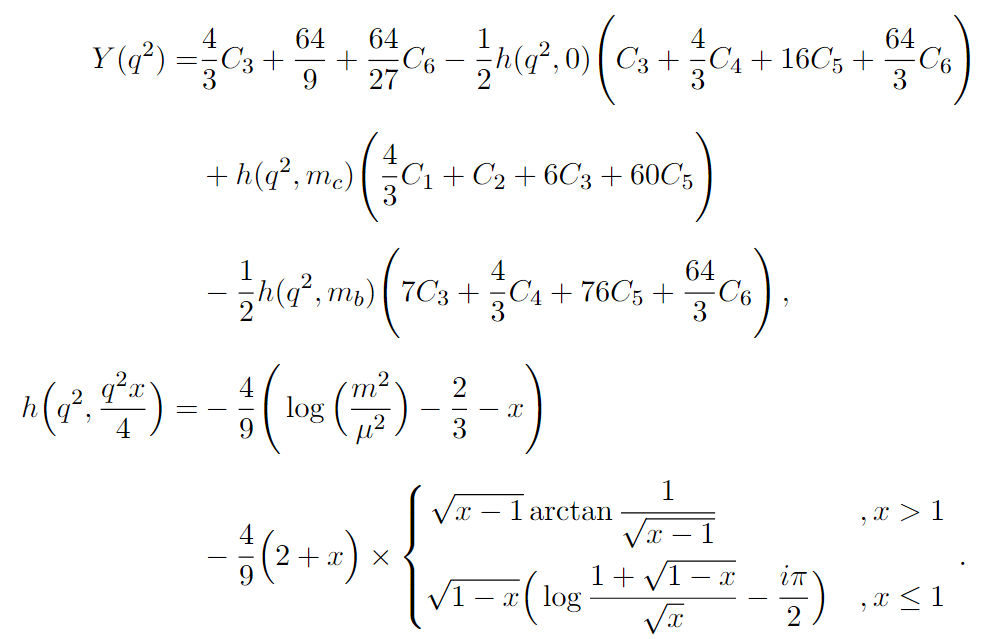 Y(q^2) = \frac{4}{3}C_3 + \frac{64}{9} + \frac{64}{27}C_6 - \frac{1}{2}h(q^2, 0)\left(C_3 + \frac{4}{3}C_4 + 16C_5 + \frac{64}{3}C_6\right)
+ h(q^2, m_c)\left(\frac{4}{3}C_1 + C_2 + 6C_3 + 60C_5\right)
- \frac{1}{2}h(q^2, m_b)\left(7C_3 + \frac{4}{3}C_4 + 76C_5 + \frac{64}{3}C_6\right),
h\left(q^2, \frac{q^2 x}{4}\right) = -\frac{4}{9}\left(\log\left(\frac{m^2}{\mu^2}\right) - \frac{2}{3} - x\right)
- \frac{4}{9}\left(2 + x\right) \times \begin{cases} \sqrt{x-1}\arctan\frac{1}{\sqrt{x-1}} & , x > 1 \\ \sqrt{1-x}\left(\log\frac{1+\sqrt{1-x}}{\sqrt{x}} - \frac{i\pi}{2}\right) & , x \leq 1 \end{cases}.